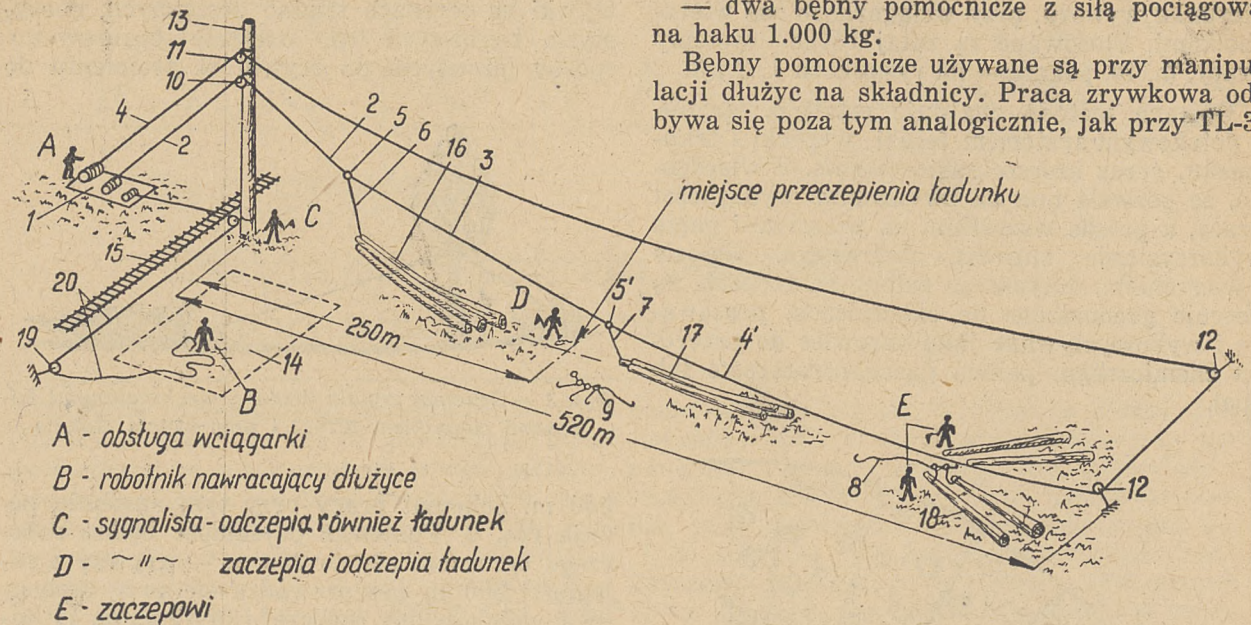 — dwa bębny pomocnicze z siłą pociągową
na haku 1.000 kg.
Bębny pomocnicze używane są przy manipu
lacji dłużyc na składnicy. Praca zrywkowa od
bywa się poza tym analogicznie, jak przy TL-3
13
11
10
4
2
A
1
15
C
20
19
14
B
2
5
6
16
3
miejsce przeczepienia ładunku
D
5'
7
17
4'
12
250m
9
520m
E
8
18
12
A - obsługa wciągarki
B - robotnik nawracający dłużyce
C - sygnalista - odczepia również ładunek
D - ~ " ~ zaczepia i odczepia ładunek
E - zaczepowi